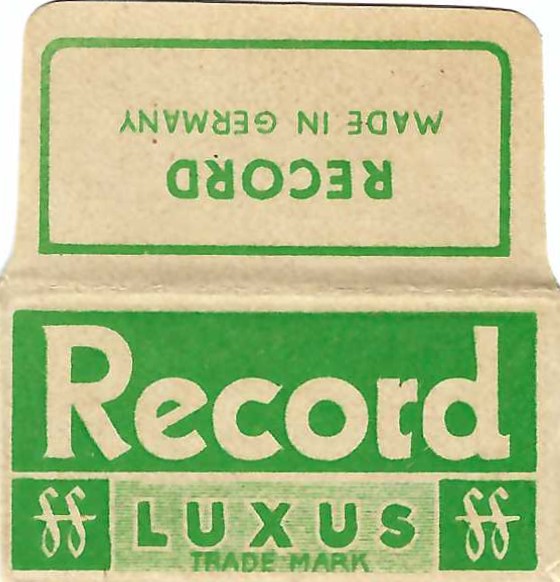 RECORD
MADE IN GERMANY
Record
ff LUXUS ff
TRADE MARK